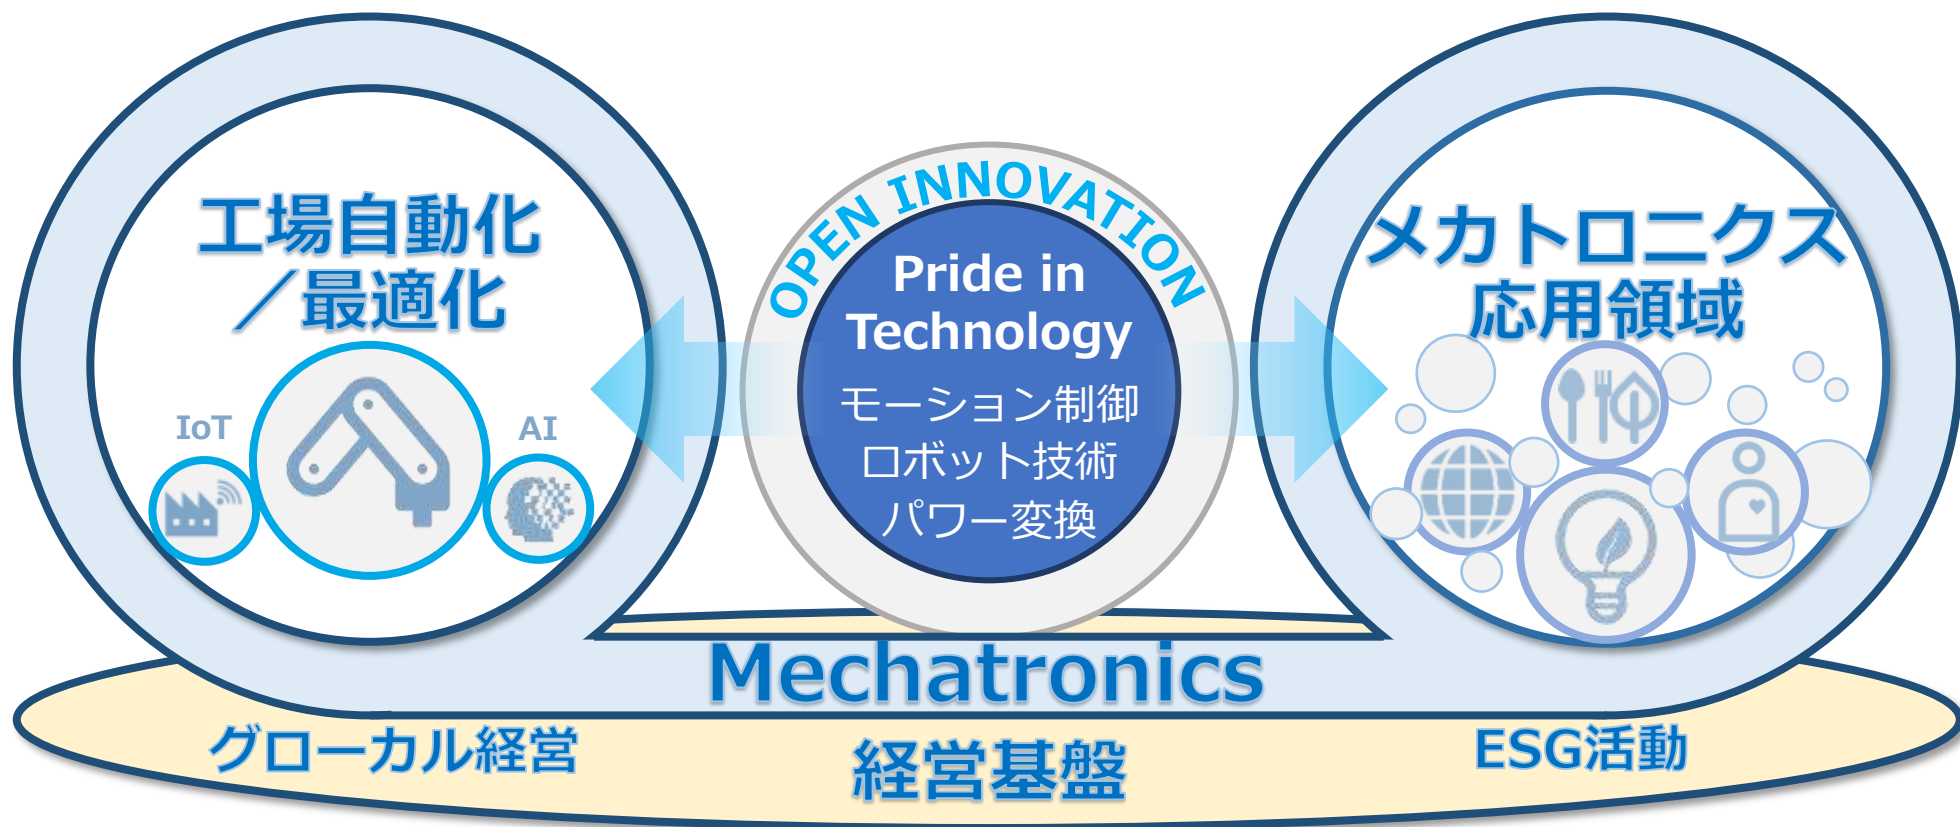 工場自動化
／最適化
IoT
AI
OPEN INNOVATION
Pride in
Technology
モーション制御
ロボット技術
パワー変換
メカトロニクス
応用領域
Mechatronics
グローカル経営
経営基盤
ESG活動